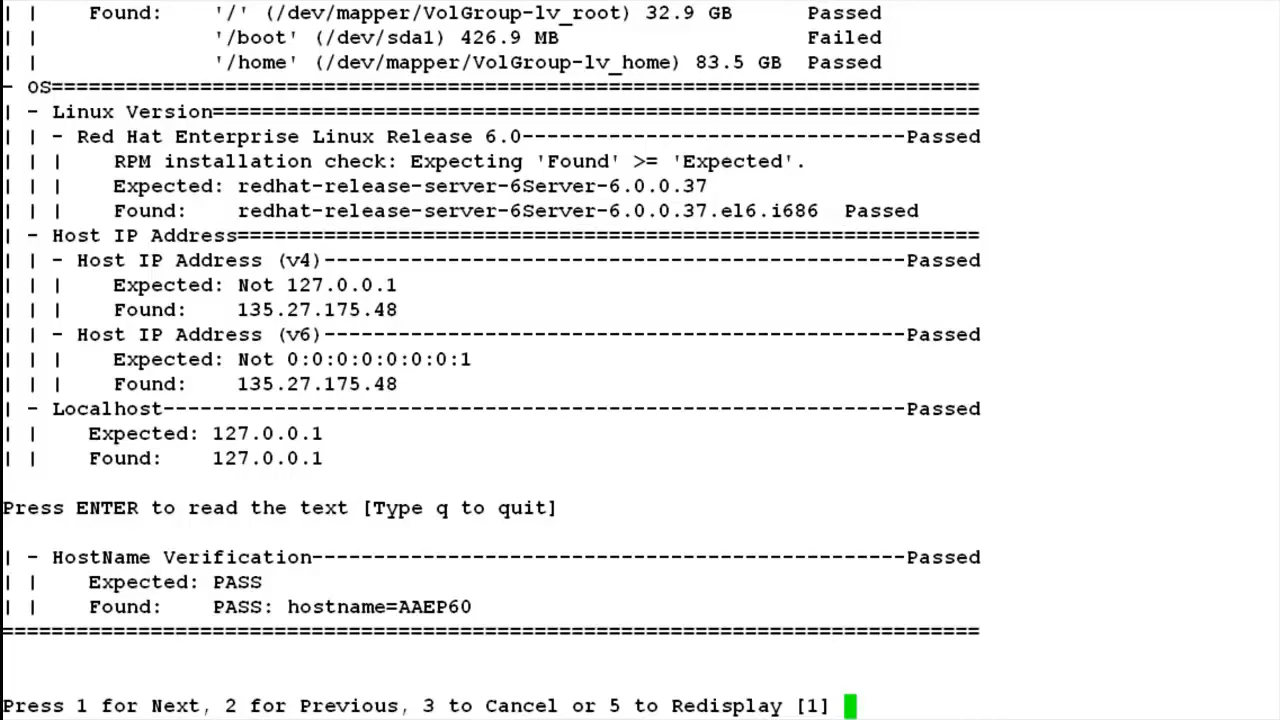 | |    Found:    '/' (/dev/mapper/VolGroup-lv_root) 32.9 GB      Passed
| |              '/boot' (/dev/sda1) 426.9 MB                    Failed
| |              '/home' (/dev/mapper/VolGroup-lv_home) 83.5 GB  Passed
- OS===========================================================================
| - Linux Version==============================================================
| | - Red Hat Enterprise Linux Release 6.0-------------------------------Passed
| | |    RPM installation check: Expecting 'Found' >= 'Expected'.
| | |    Expected: redhat-release-server-6Server-6.0.0.37
| | |    Found:    redhat-release-server-6Server-6.0.0.37.el6.i686  Passed
| - Host IP Address============================================================
| | - Host IP Address (v4)-----------------------------------------------Passed
| | |    Expected: Not 127.0.0.1
| | |    Found:    135.27.175.48
| | - Host IP Address (v6)-----------------------------------------------Passed
| | |    Expected: Not 0:0:0:0:0:0:0:1
| | |    Found:    135.27.175.48
| - Localhost------------------------------------------------------------Passed
| |    Expected: 127.0.0.1
| |    Found:    127.0.0.1
Press ENTER to read the text [Type q to quit]
| - HostName Verification------------------------------------------------Passed
| |    Expected: PASS
| |    Found:    PASS: hostname=AAEP60
===============================================================================
Press 1 for Next, 2 for Previous, 3 to Cancel or 5 to Redisplay [1]